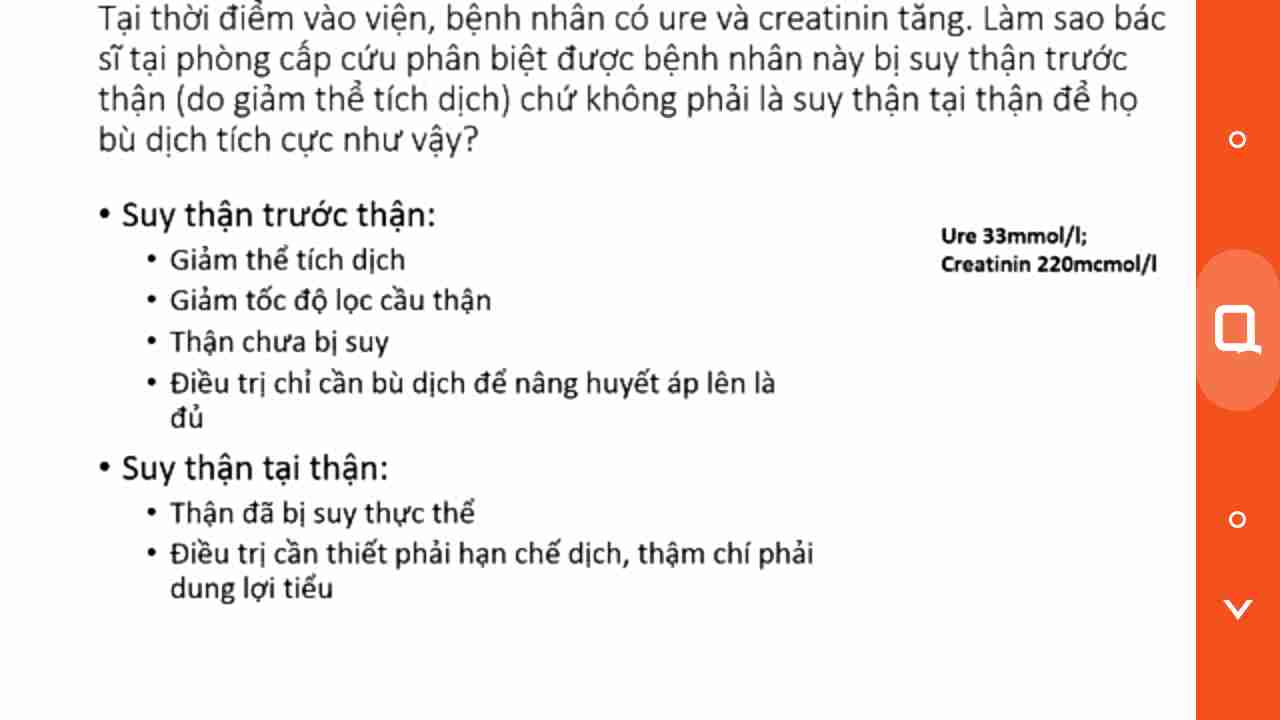 Tại thời điểm vào viện, bệnh nhân có ure và creatinin tăng. Làm sao bác
sĩ tại phòng cấp cứu phân biệt được bệnh nhân này bị suy thận trước
thận (do giảm thể tích dịch) chứ không phải là suy thận tại thận để họ
bù dịch tích cực như vậy?
• Suy thận trước thận:
• Giảm thể tích dịch
• Giảm tốc độ lọc cầu thận
• Thận chưa bị suy
• Điều trị chỉ cần bù dịch để nâng huyết áp lên là
đủ
Ure 33mmol/l;
Creatinin 220mcmol/l
• Suy thận tại thận:
• Thận đã bị suy thực thể
• Điều trị cần thiết phải hạn chế dịch, thậm chí phải
dung lợi tiểu